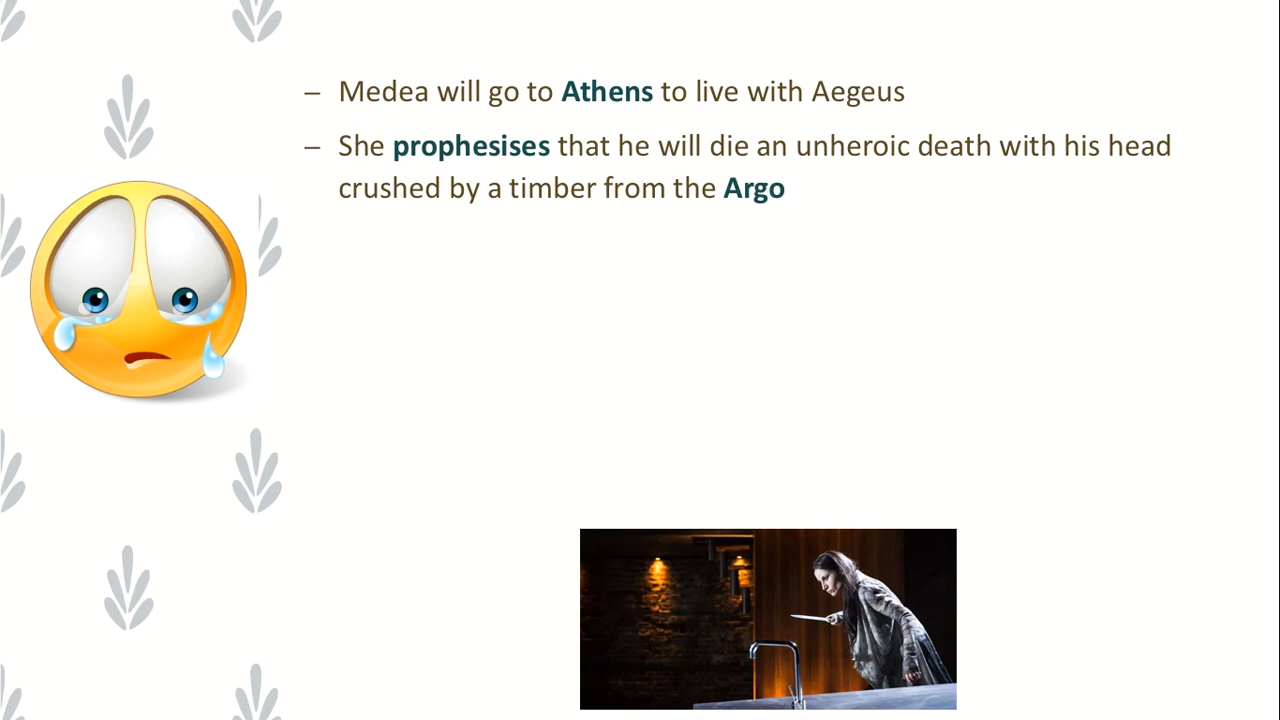 – Medea will go to Athens to live with Aegeus
– She prophesises that he will die an unheroic death with his head
crushed by a timber from the Argo